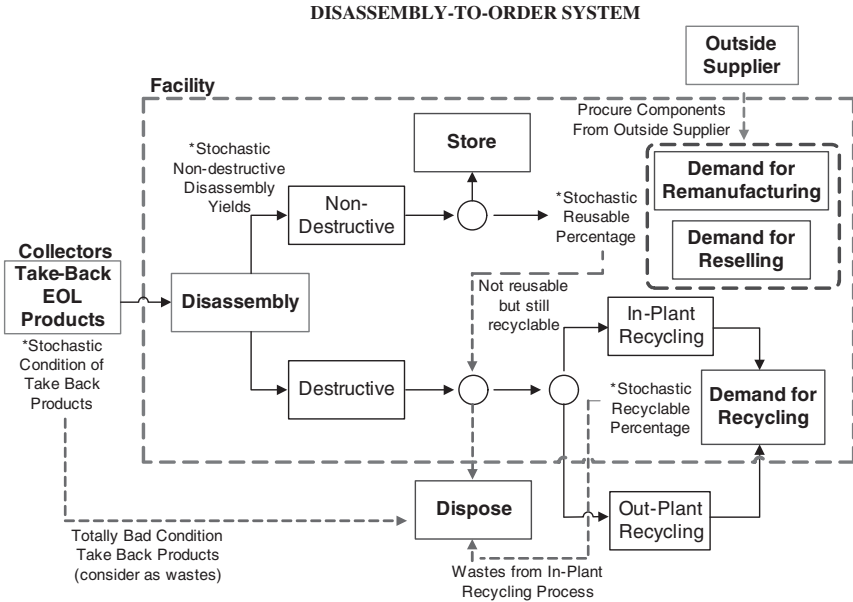 DISASSEMBLY-TO-ORDER SYSTEM
Outside
Supplier
Facility
Procure Components
From Outside Supplier
*Stochastic
Non-destructive
Disassembly
Yields
Store
Non-
Destructive
*Stochastic
Reusable
Percentage
Demand for
Remanufacturing
Demand for
Reselling
Collectors
Take-Back
EOL
Products
*Stochastic
Condition of
Take Back
Products
Disassembly
Not reusable
but still
recyclable
In-Plant
Recycling
Destructive
*Stochastic
Recyclable
Percentage
Demand for
Recycling
Dispose
Out-Plant
Recycling
Totally Bad Condition
Take Back Products
(consider as wastes)
Wastes from In-Plant
Recycling Process